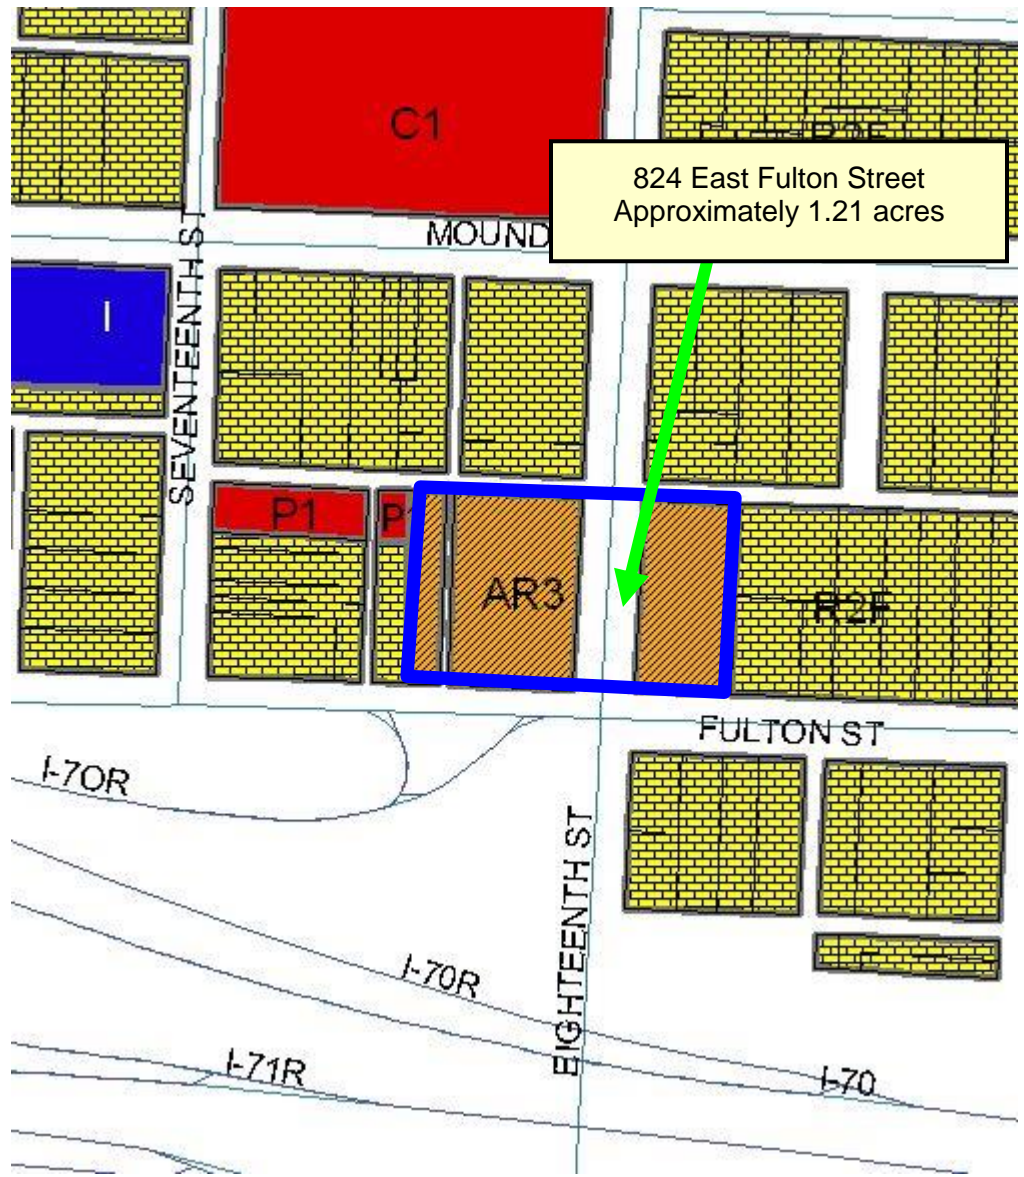 C1
R2F
824 East Fulton Street
Approximately 1.21 acres
MOUND
SEVENTEENTH ST
I
P1
AR3
R2F
FULTON ST
I-70R
EIGHTEENTH ST
I-70R
I-71R
I-70